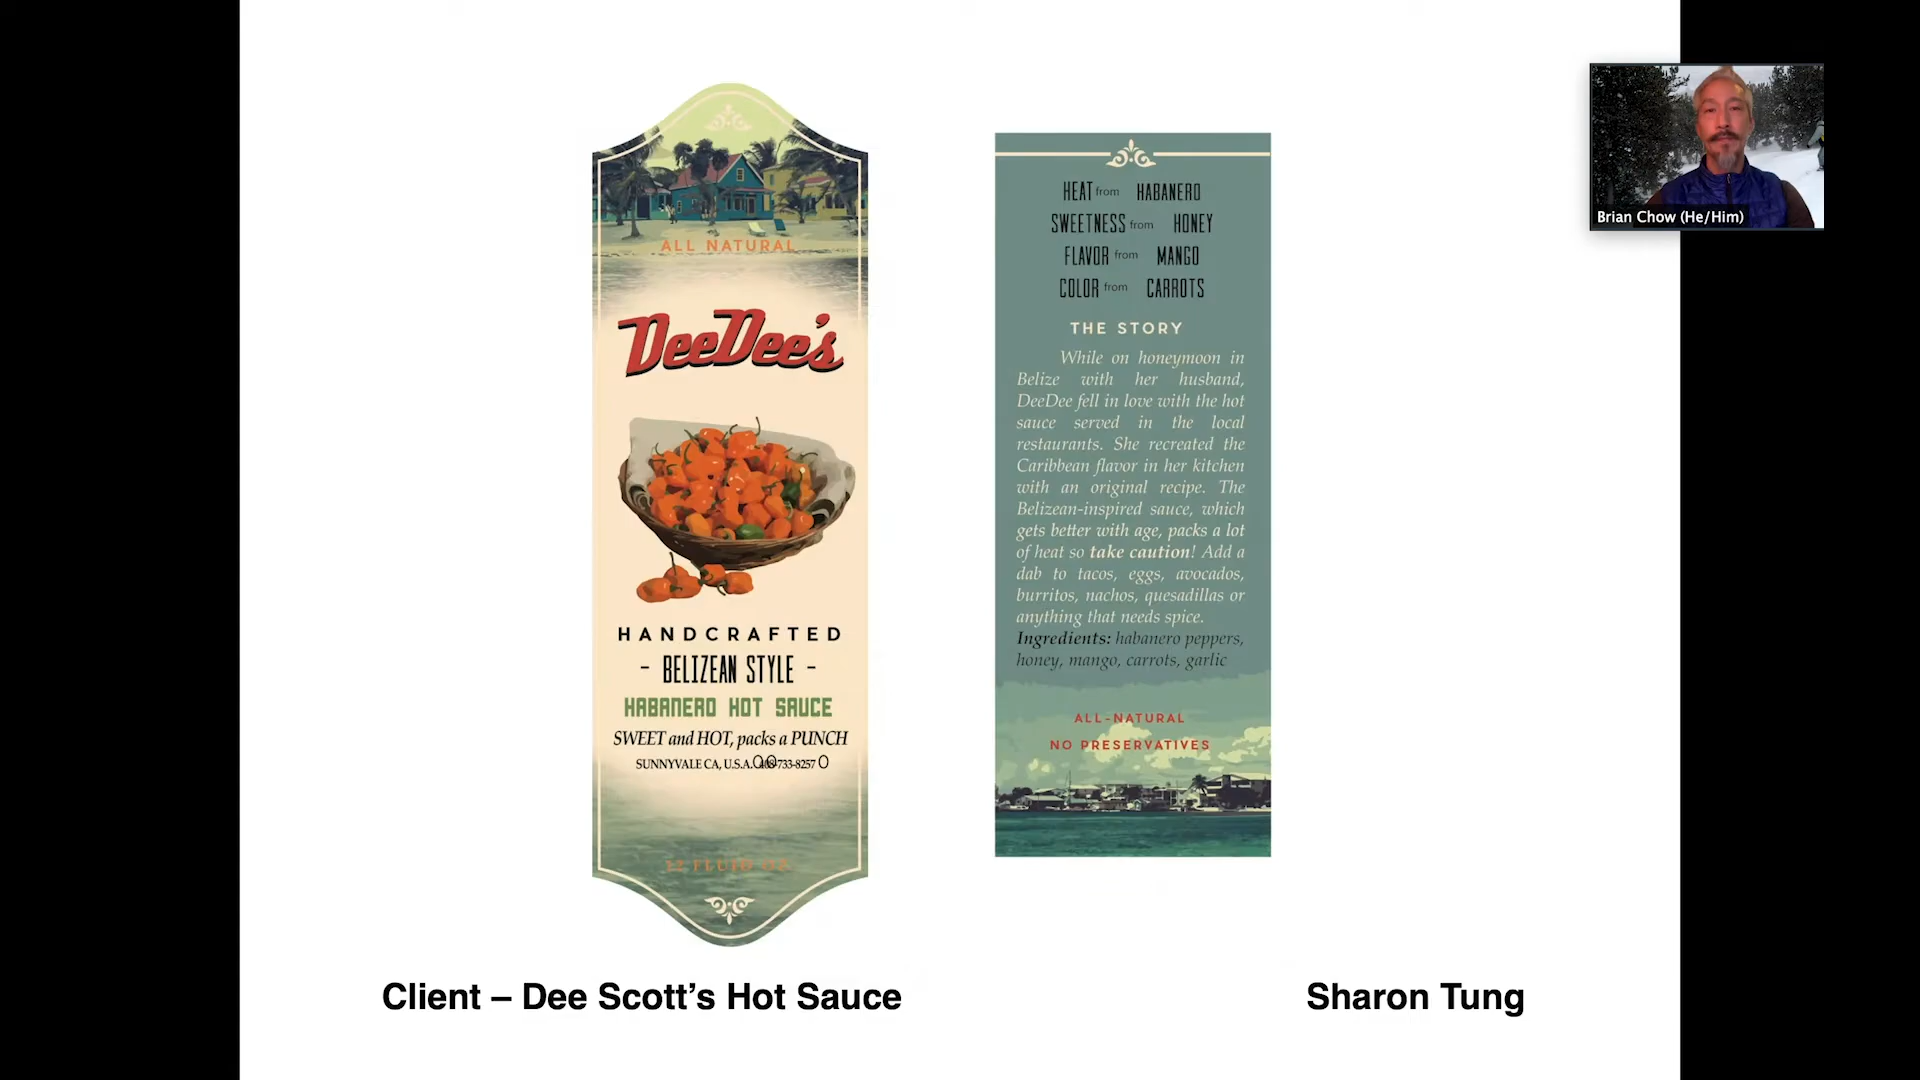 ALL NATURAL
DeeDee's
HANDCRAFTED
- BELIZEAN STYLE -
HABANERO HOT SAUCE
SWEET and HOT, packs a PUNCH
SUNNYVALE CA, U.S.A. 408-733-8257
12 FLUID OZ.
HEAT from HABANERO
SWEETNESS from HONEY
FLAVOR from MANGO
COLOR from CARROTS
THE STORY
While on honeymoon in
Belize with her husband,
DeeDee fell in love with the hot
sauce served in the local
restaurants. She recreated the
Caribbean flavor in her kitchen
with an original recipe. The
Belizean-inspired sauce, which
gets better with age, packs a lot
of heat so take caution! Add a
dab to tacos, eggs, avocados,
burritos, nachos, quesadillas or
anything that needs spice.
Ingredients: habanero peppers,
honey, mango, carrots, garlic
ALL-NATURAL
NO PRESERVATIVES
Brian Chow (He/Him)
Client – Dee Scott’s Hot Sauce
Sharon Tung